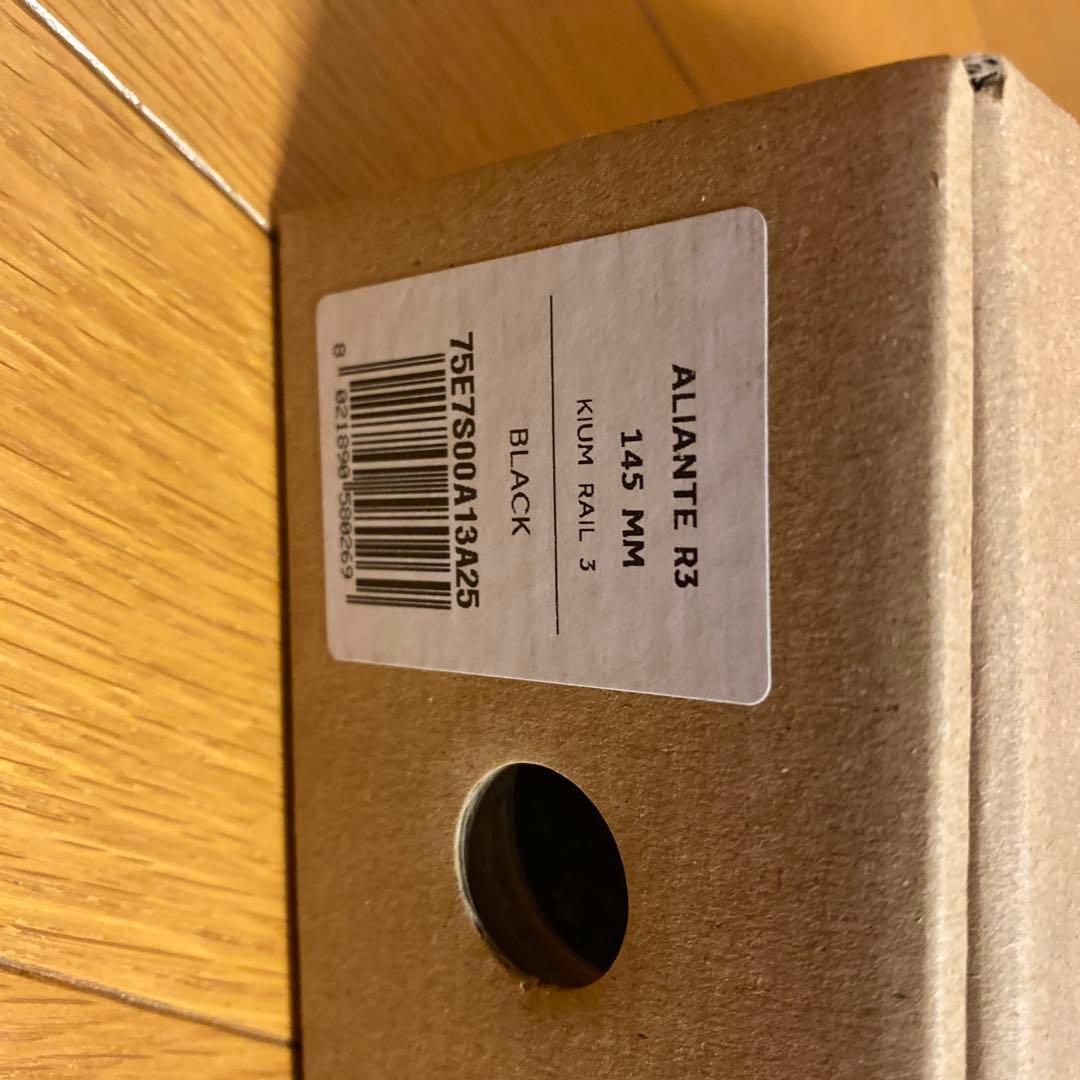 ALIANTE R3
145 MM
KIUM RAIL 3
BLACK
75E7S00A13A25
8 021890 580269